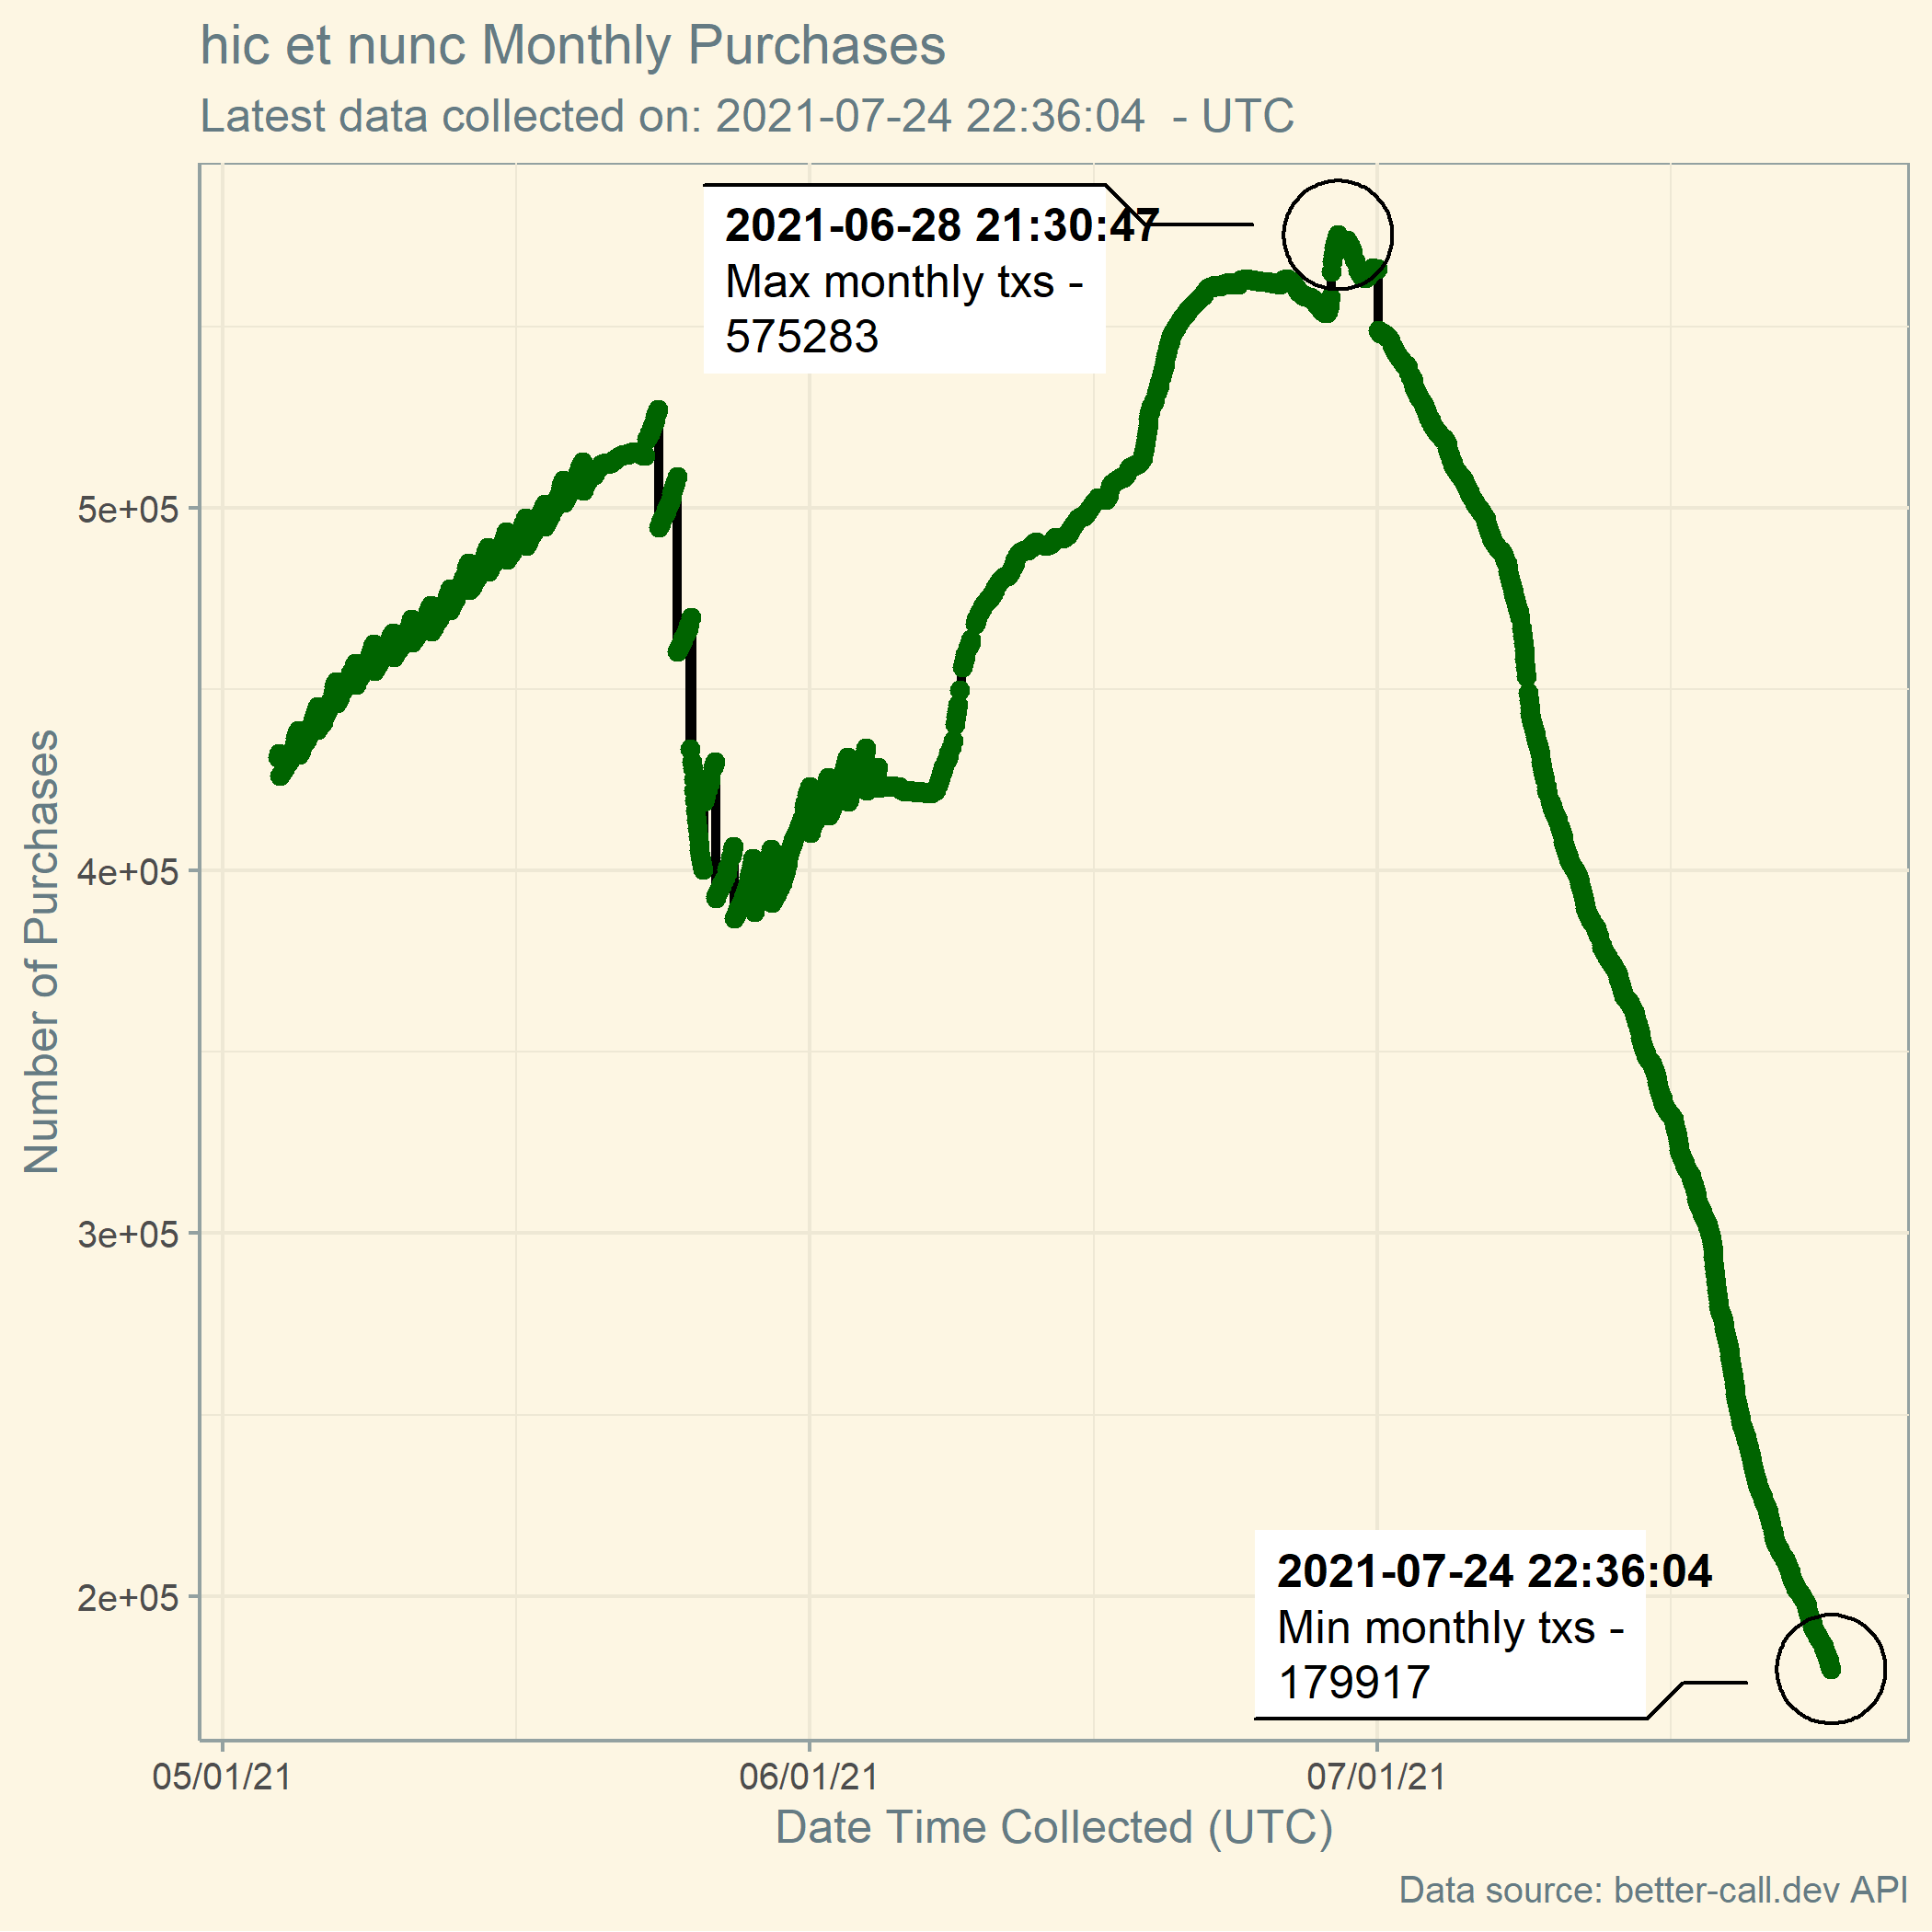 hic et nunc Monthly Purchases
Latest data collected on: 2021-07-24 22:36:04  - UTC
2021-06-28 21:30:47
Max monthly txs -
575283
5e+05
4e+05
3e+05
2e+05
Number of Purchases
2021-07-24 22:36:04
Min monthly txs -
179917
05/01/21
06/01/21
07/01/21
Date Time Collected (UTC)
Data source: better-call.dev API